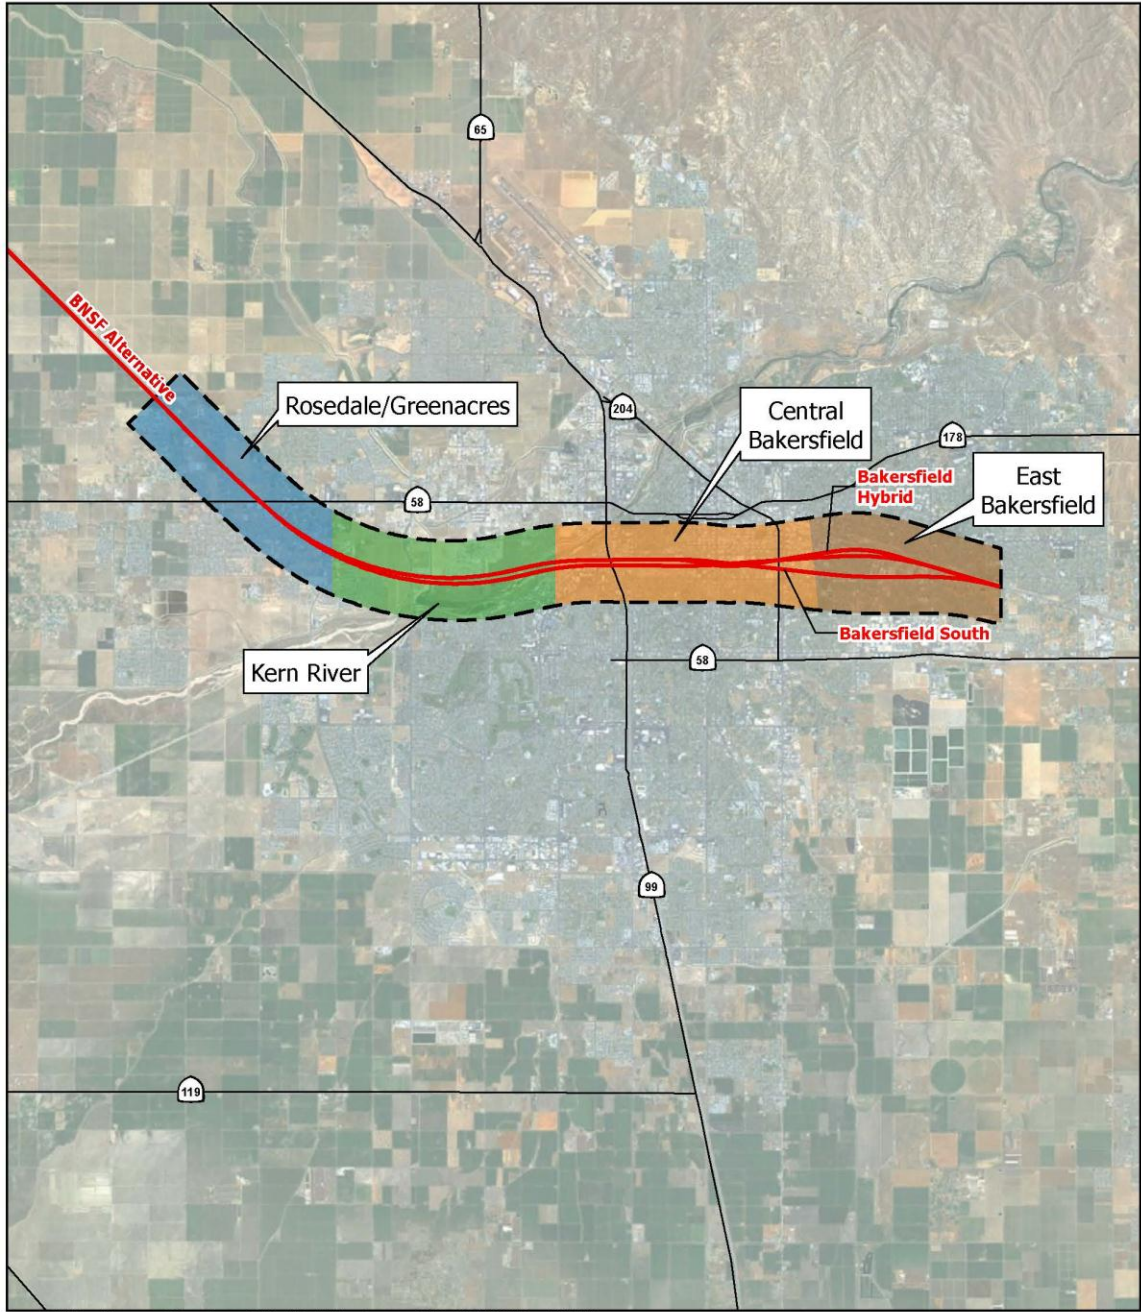 65
BNSF Alternative
Rosedale/Greenacres
204
Central
Bakersfield
178
58
Bakersfield
Hybrid
East
Bakersfield
Kern River
Bakersfield South
58
99
119